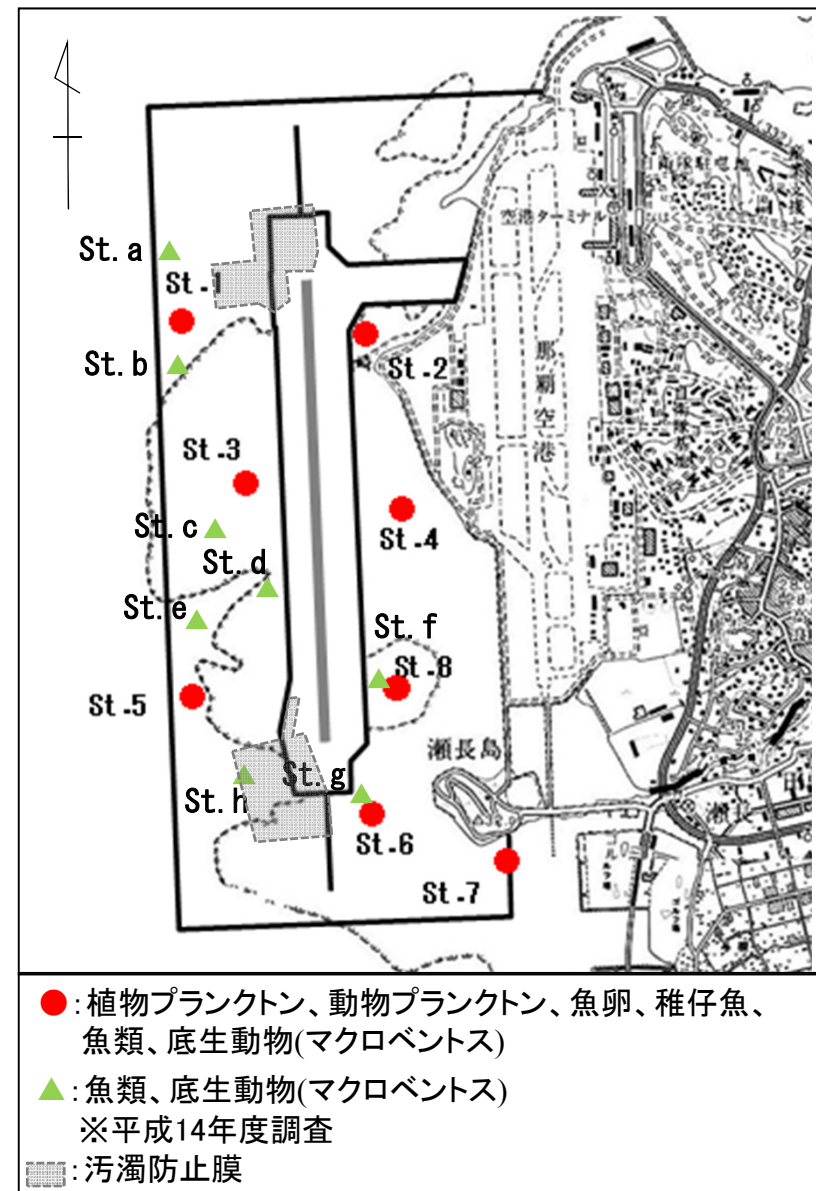 空港ターミナル
St. a
St.-1
St. b
St.-2
那覇空港
St.-3
St. c
St.-4
St. d
St. e
St. f
St.-8
St.-5
瀬長島
St. g
St. h
St.-6
St.-7
瀬長
●:植物プランクトン、動物プランクトン、魚卵、稚仔魚、
魚類、底生動物(マクロベントス)
▲:魚類、底生動物(マクロベントス)
※平成14年度調査
:汚濁防止膜